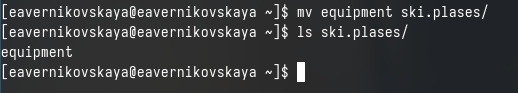 [eavernikovskaya@eavernikovskaya ~]$ mv equipment ski.plases/
[eavernikovskaya@eavernikovskaya ~]$ ls ski.plases/
equipment
[eavernikovskaya@eavernikovskaya ~]$